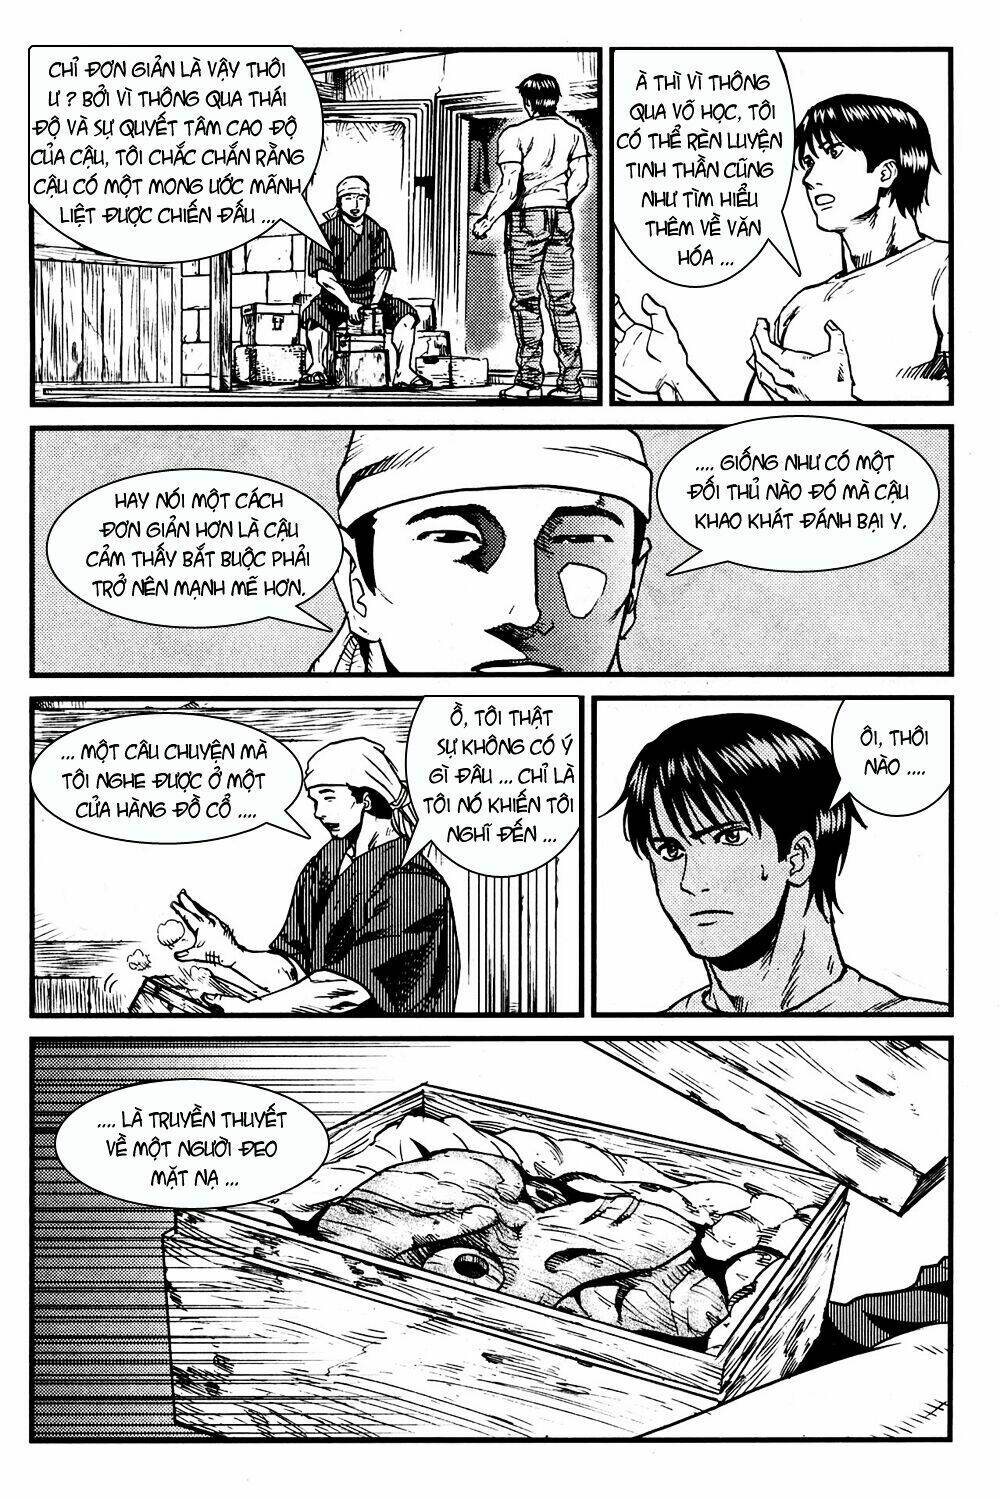 CHỈ ĐƠN GIẢN LÀ VẬY THÔI
Ư ? BỞI VÌ THÔNG QUA THÁI
ĐỘ VÀ SỰ QUYẾT TÂM CAO ĐỘ
CỦA CẬU, TÔI CHẮC CHẮN RẰNG
CẬU CÓ MỘT MONG ƯỚC MÃNH
LIỆT ĐƯỢC CHIẾN ĐẤU ...
À THÌ VÌ THÔNG
QUA VÕ HỌC, TÔI
CÓ THỂ RÈN LUYỆN
TINH THẦN CŨNG
NHƯ TÌM HIỂU
THÊM VỀ VĂN
HÓA ...
HAY NÓI MỘT CÁCH
ĐƠN GIẢN HƠN LÀ CẬU
CẢM THẤY BẮT BUỘC PHẢI
TRỞ NÊN MẠNH MẼ HƠN.
.... GIỐNG NHƯ CÓ MỘT
ĐỐI THỦ NÀO ĐÓ MÀ CẬU
KHAO KHÁT ĐÁNH BẠI Y.
... MỘT CÂU CHUYỆN MÀ
TÔI NGHE ĐƯỢC Ở MỘT
CỬA HÀNG ĐỒ CỔ ....
Ồ, TÔI THẬT
SỰ KHÔNG CÓ Ý
GÌ ĐÂU ... CHỈ LÀ
TÔI NÓ KHIẾN TÔI
NGHĨ ĐẾN ...
ÔI, THÔI
NÀO ....
.... LÀ TRUYỀN THUYẾT
VỀ MỘT NGƯỜI ĐEO
MẶT NẠ ...